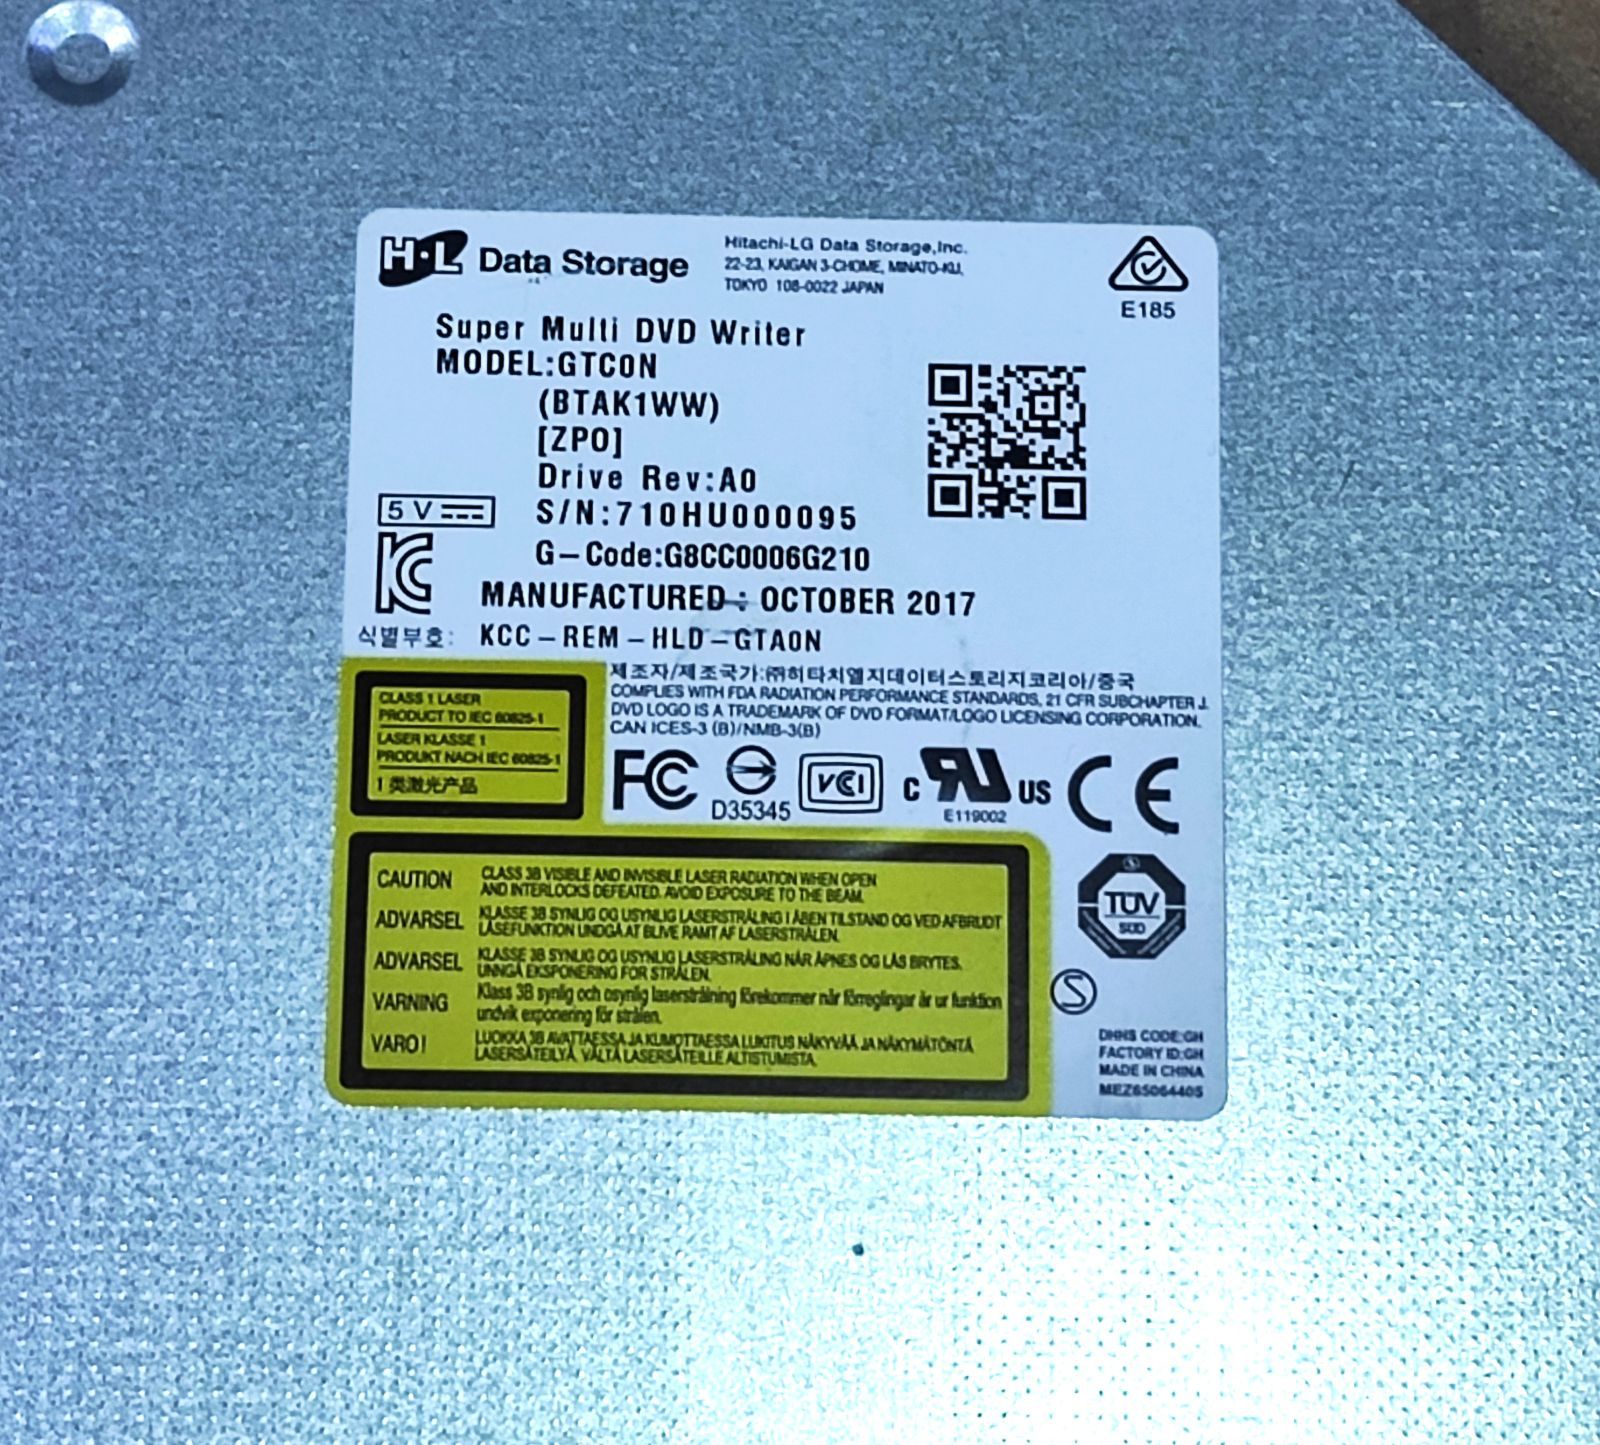 H·L Data Storage
Hitachi-LG Data Storage,Inc.
22-23, KAIGAN 3-CHOME, MINATO-KU,
TOKYO 108-0022 JAPAN
E185
Super Multi DVD Writer
MODEL:GTC0N
(BTAK1WW)
[ZP0]
Drive Rev:A0
5 V
S/N:710HU000095
G-Code:G8CC0006G210
MANUFACTURED : OCTOBER 2017
식별부호: KCC-REM-HLD-GTA0N
제조자/제조국가:㈜히타치엘지데이터스토리지코리아/중국
COMPLIES WITH FDA RADIATION PERFORMANCE STANDARDS, 21 CFR SUBCHAPTER J.
DVD LOGO IS A TRADEMARK OF DVD FORMAT/LOGO LICENSING CORPORATION.
CAN ICES-3 (B)/NMB-3(B)
CLASS 1 LASER
PRODUCT TO IEC 60825-1
LASER KLASSE 1
PRODUKT NACH IEC 60825-1
1 类激光产品
FC D35345 VCI c RU US E119002 CE
CAUTION CLASS 3B VISIBLE AND INVISIBLE LASER RADIATION WHEN OPEN
AND INTERLOCKS DEFEATED. AVOID EXPOSURE TO THE BEAM.
ADVARSEL KLASSE 3B SYNLIG OG USYNLIG LASERSTRÅLING I ÅBEN TILSTAND OG VED AFBRUDT
LÅSEFUNKTION UNDGÅ AT BLIVE RAMT AF LASERSTRÅLEN.
ADVARSEL KLASSE 3B SYNLIG OG USYNLIG LASERSTRÅLING NÅR ÅPNES OG LÅS BRYTES.
UNNGÅ EKSPONERING FOR STRÅLEN.
VARNING Klass 3B synlig och osynlig laserstrålning förekommer når förreglingar är ur funktion
undvik exponering för strålen.
VARO! LUOKKA 3B AVATTAESSA JA KUMOTTAESSA LUKITUS NÄKYVÄÄ JA NÄKYMÄTÖNTÄ
LASERSÄTEILYÄ, VÄLTÄ LASERSÄTEILLE ALTISTUMISTA.
TÜV
SÜD
S
DHHS CODE:GH
FACTORY ID:GH
MADE IN CHINA
MEZ65064405